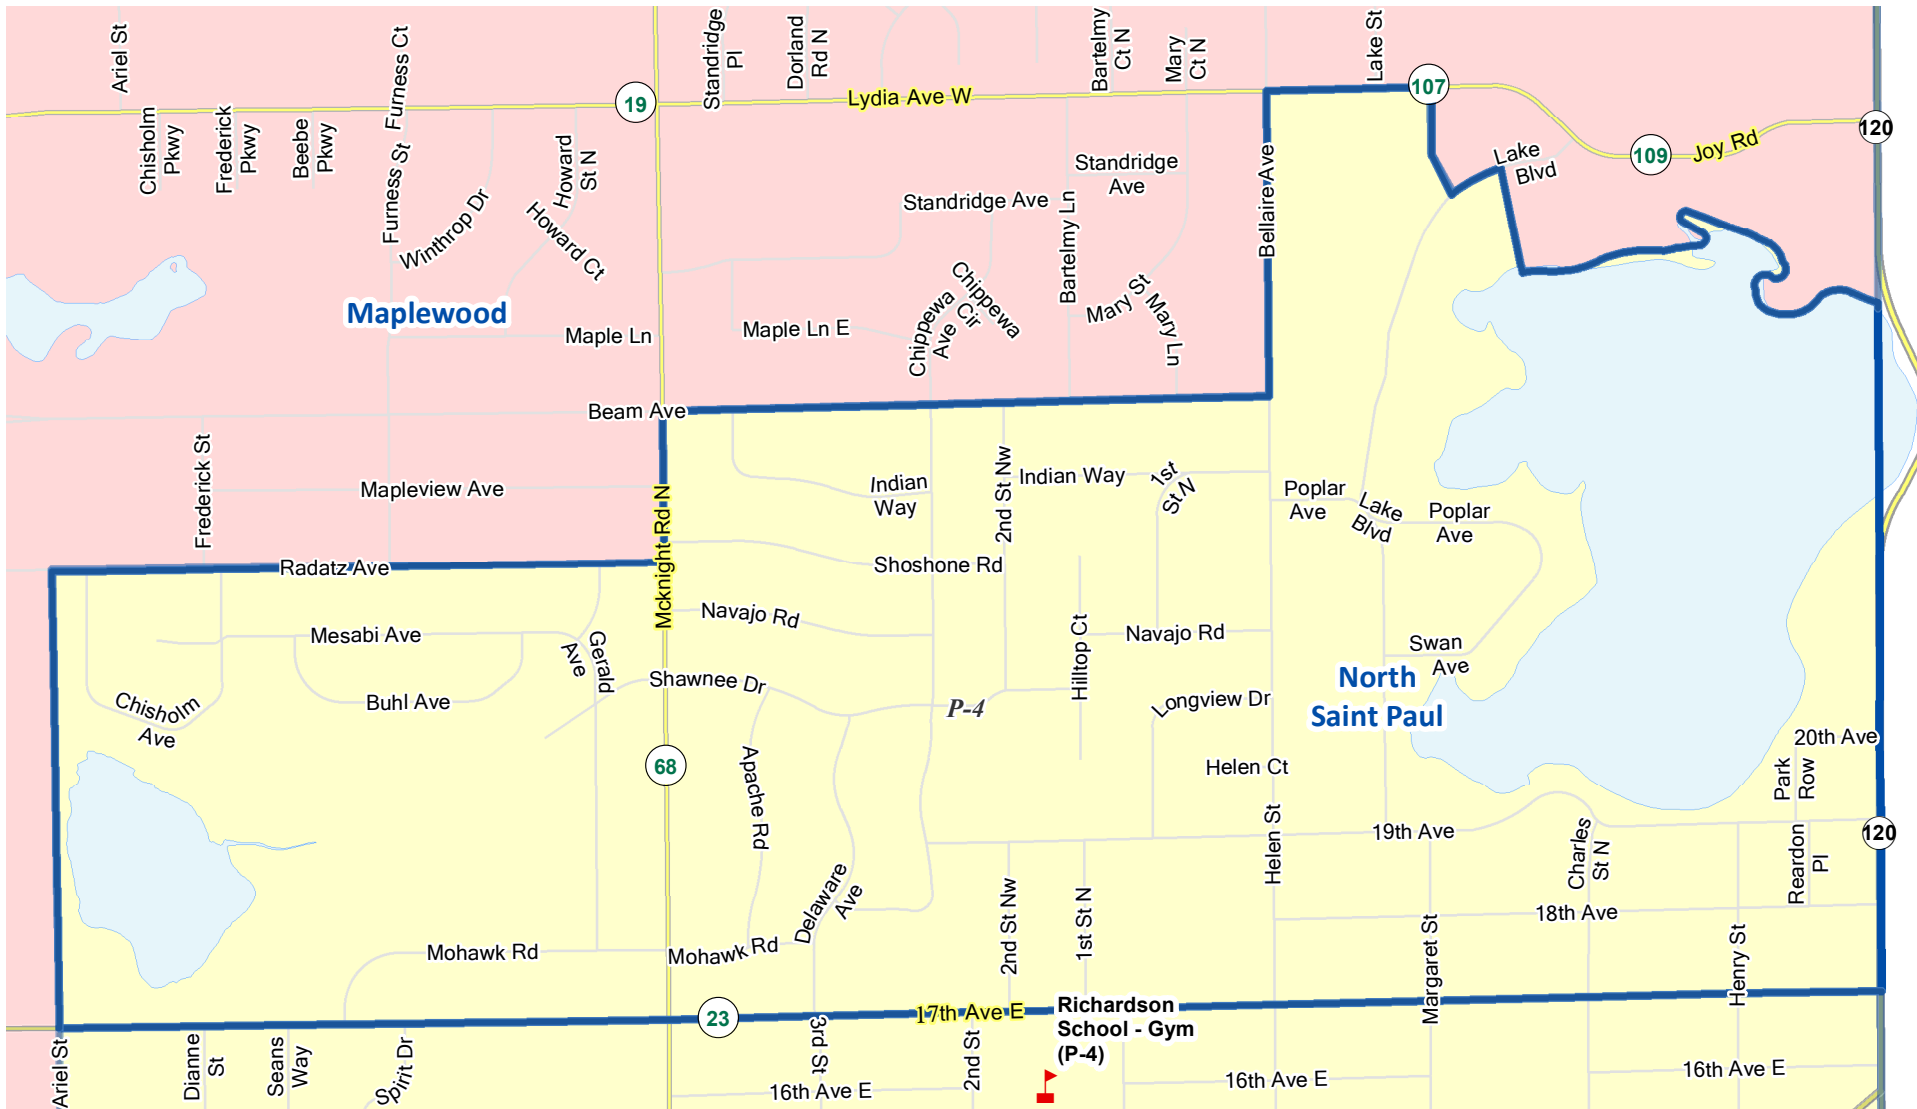 Ariel St
Furness Ct
Standridge
Pl
Dorland
Rd N
Bartelmy
Ct N
Mary
Ct N
Lake St
107
19
Lydia Ave W
120
Chisholm
Pkwy
Frederick
Pkwy
Beebe
Pkwy
Furness St
Howard
St N
Standridge
Ave
Bellaire Ave
Lake
Blvd
109
Joy Rd
Furness St
Winthrop Dr
Howard Ct
Standridge Ave
Bartelmy Ln
Maplewood
Maple Ln
Maple Ln E
Chippewa
Ave
Chippewa
Cir
Mary St
Mary Ln
Beam Ave
Frederick St
Mapleview Ave
Mcknight Rd N
Indian
Way
2nd St Nw
Indian Way
1st
St N
Poplar
Ave
Lake
Blvd
Poplar
Ave
Radatz Ave
Shoshone Rd
Navajo Rd
Hilltop Ct
Navajo Rd
Swan
Ave
Mesabi Ave
Gerald
Ave
Shawnee Dr
Buhl Ave
Chisholm
Ave
P-4
Longview Dr
North
Saint Paul
20th Ave
Park
Row
68
Apache Rd
Helen Ct
Helen St
19th Ave
Charles
St N
Reardon
Pl
120
Delaware
Ave
2nd St Nw
1st St N
Margaret St
18th Ave
Henry St
Mohawk Rd
Mohawk Rd
23
17th Ave E
Richardson
School - Gym
(P-4)
Ariel St
Dianne
St
Seans
Way
Spirit Dr
3rd St
2nd St
16th Ave E
16th Ave E
16th Ave E